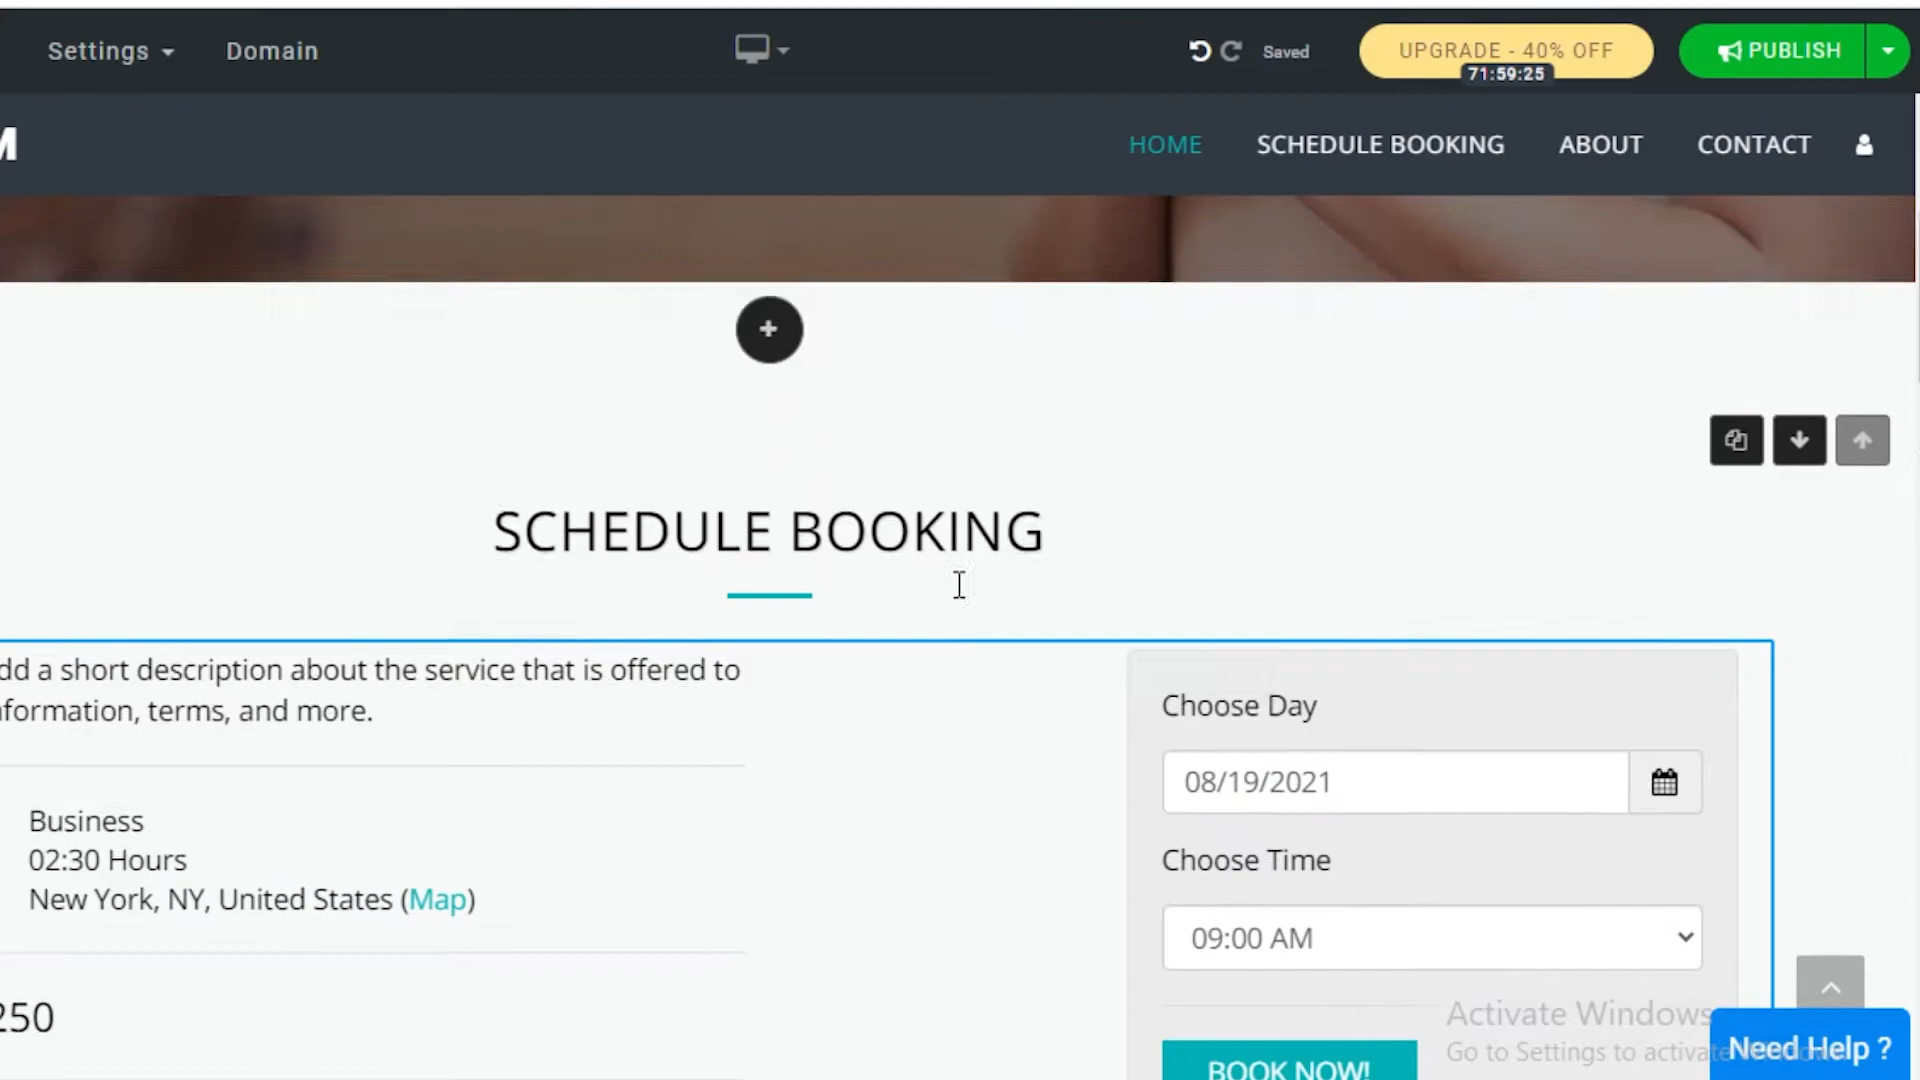 Settings Domain Saved UPGRADE - 40% OFF PUBLISH
71:59:25
M HOME SCHEDULE BOOKING ABOUT CONTACT
SCHEDULE BOOKING
dd a short description about the service that is offered to
formation, terms, and more.
Business
02:30 Hours
New York, NY, United States (Map)
250
Choose Day
08/19/2021
Choose Time
09:00 AM
BOOK NOW!
Activate Windows
Go to Settings to activate
Need Help ?